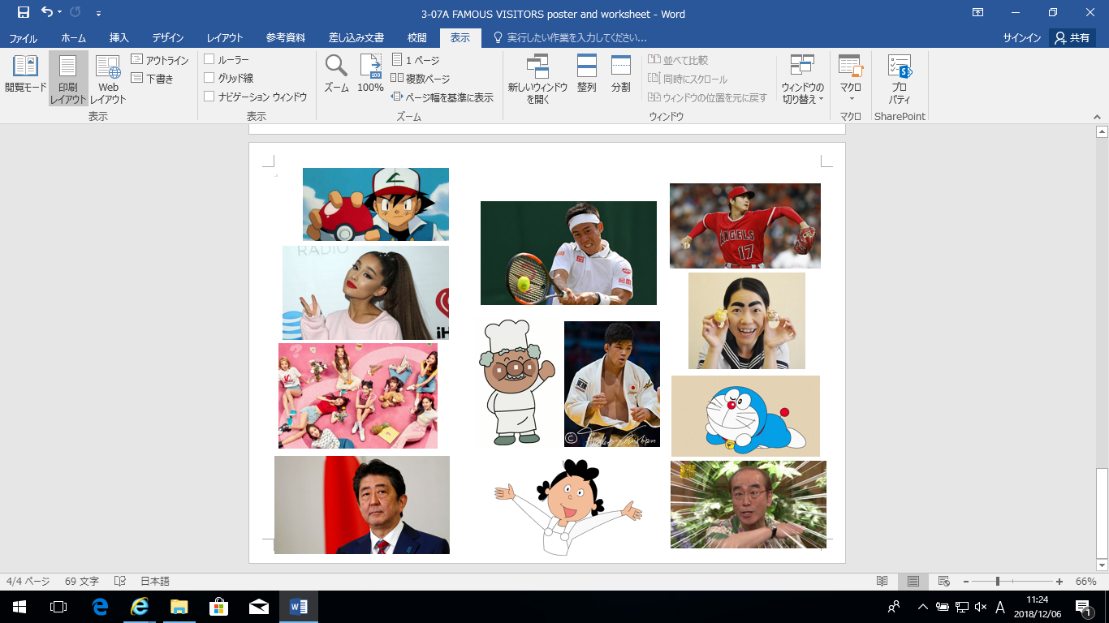 3-07A FAMOUS VISITORS poster and worksheet - Word
ファイル ホーム 挿入 デザイン レイアウト 参考資料 差し込み文書 校閲 表示 実行したい作業を入力してください... サインイン 共有
閲覧モード 印刷レイアウト Webレイアウト アウトライン 下書き
ルーラー
グリッド線
ナビゲーション ウィンドウ
ズーム 100% 1 ページ 複数ページ ページ幅を基準に表示
新しいウィンドウを開く 整列 分割 並べて比較 同時にスクロール ウィンドウの位置を元に戻す
ウィンドウの切り替え マクロ プロパティ
表示 表示 ズーム ウィンドウ マクロ SharePoint
RADIO
iH
ANGELS
17
4/4 ページ 69 文字 日本語 66%
A 11:24
2018/12/06
1